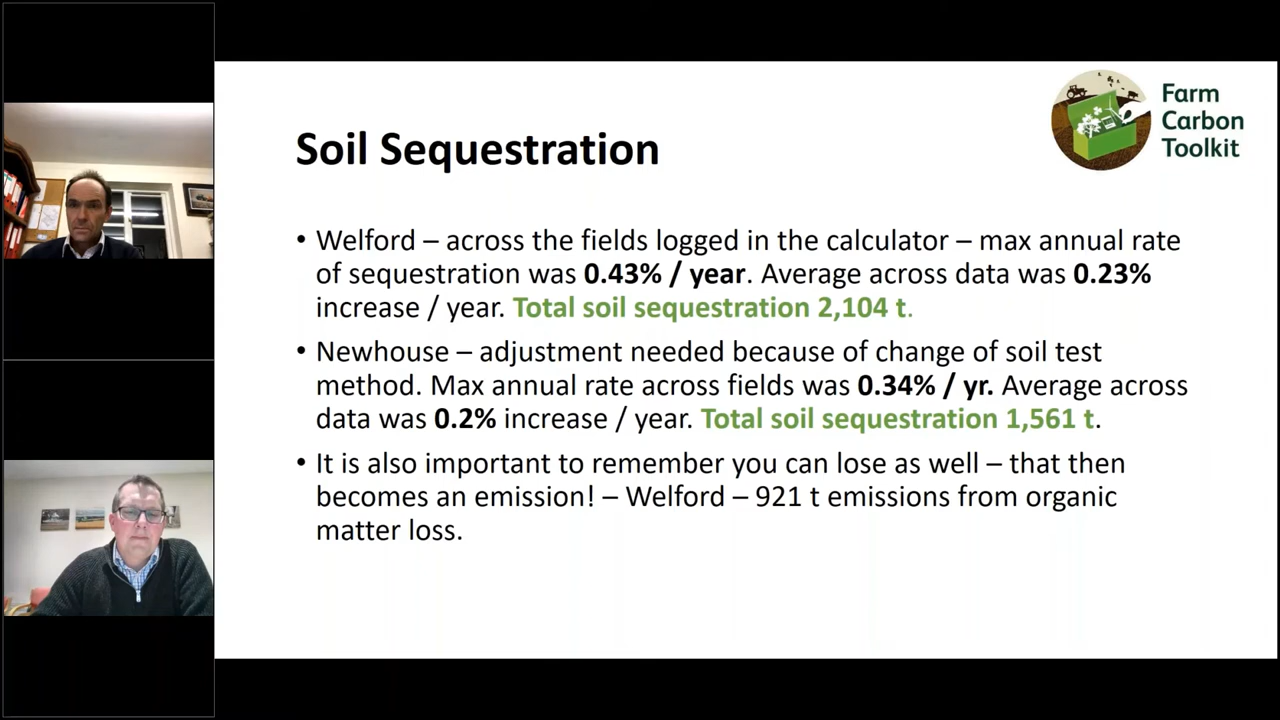 Farm
Carbon
Toolkit
Soil Sequestration
• Welford – across the fields logged in the calculator – max annual rate
of sequestration was 0.43% / year. Average across data was 0.23%
increase / year. Total soil sequestration 2,104 t.
• Newhouse – adjustment needed because of change of soil test
method. Max annual rate across fields was 0.34% / yr. Average across
data was 0.2% increase / year. Total soil sequestration 1,561 t.
• It is also important to remember you can lose as well – that then
becomes an emission! – Welford – 921 t emissions from organic
matter loss.